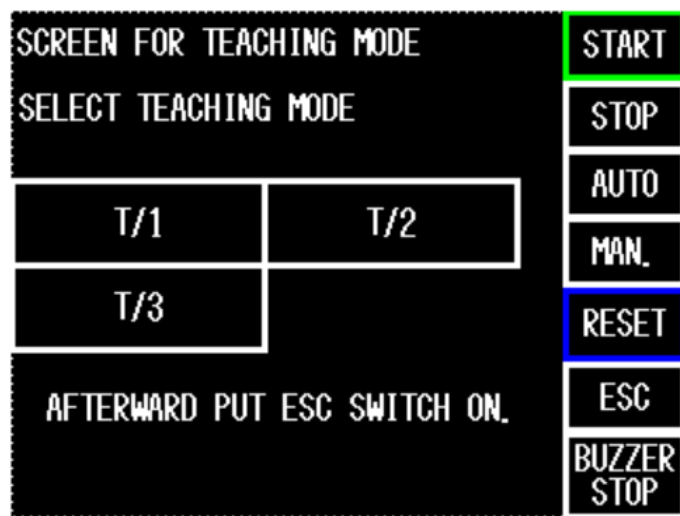 SCREEN FOR TEACHING MODE
SELECT TEACHING MODE
T/1
T/2
T/3
AFTERWARD PUT ESC SWITCH ON.
START
STOP
AUTO
MAN.
RESET
ESC
BUZZER
STOP